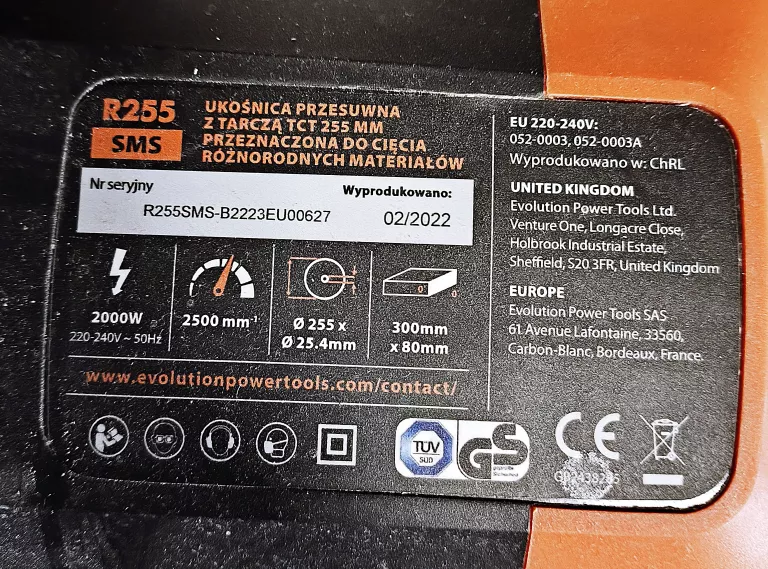 R255
SMS
UKOŚNICA PRZESUWNA
Z TARCZĄ TCT 255 MM
PRZEZNACZONA DO CIĘCIA
RÓŻNORODNYCH MATERIAŁÓW
Nr seryjny
Wyprodukowano:
R255SMS-B2223EU00627
02/2022
2000W
220-240V ~ 50Hz
2500 mm⁻¹
Ø 255 x
Ø 25.4mm
0°
0
300mm
x 80mm
www.evolutionpowertools.com/contact/
TÜV
SÜD
GS
EU 220-240V:
052-0003, 052-0003A
Wyprodukowano w: ChRL
UNITED KINGDOM
Evolution Power Tools Ltd.
Venture One, Longacre Close,
Holbrook Industrial Estate,
Sheffield, S20 3FR, United Kingdom
EUROPE
Evolution Power Tools SAS
61 Avenue Lafontaine, 33560,
Carbon-Blanc, Bordeaux, France.
CE